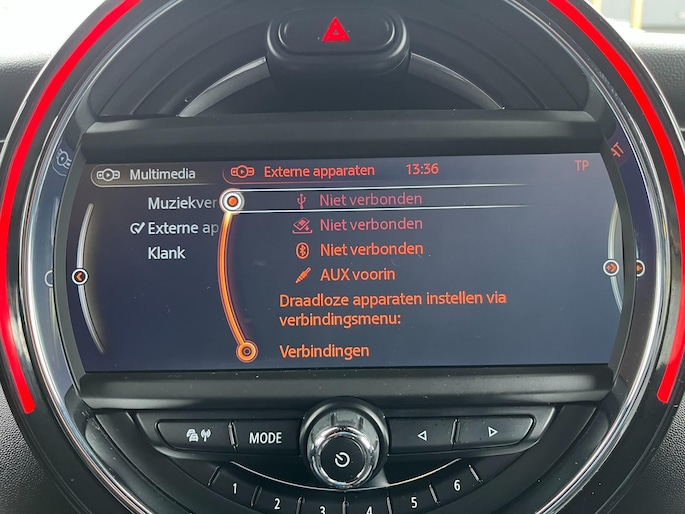 Multimedia
Externe apparaten
13:36
TP
Muziekver
Niet verbonden
Externe ap
Niet verbonden
Klank
Niet verbonden
AUX voorin
Draadloze apparaten instellen via
verbindingsmenu:
Verbindingen
MODE
1 2 3 4 5 6